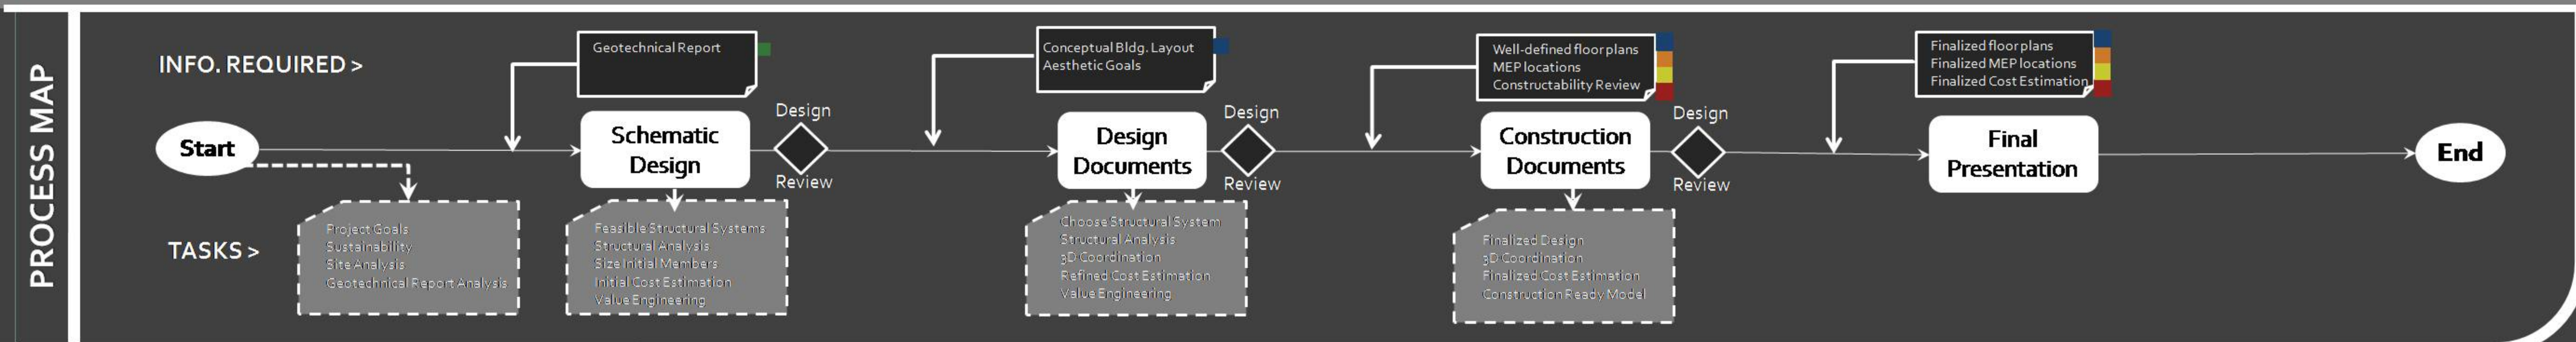 PROCESS MAP
INFO. REQUIRED >
Geotechnical Report
Conceptual Bldg. Layout
Aesthetic Goals
Well-defined floor plans
MEP locations
Constructability Review
Finalized floor plans
Finalized MEP locations
Finalized Cost Estimation
Start
Schematic
Design
Design
Review
Design
Documents
Design
Review
Construction
Documents
Design
Review
Final
Presentation
End
TASKS >
Project Goals
Sustainability
Site Analysis
Geotechnical Report Analysis
Feasible Structural Systems
Structural Analysis
Size Initial Members
Initial Cost Estimation
Value Engineering
Choose Structural System
Structural Analysis
3D Coordination
Refined Cost Estimation
Value Engineering
Finalized Design
3D Coordination
Finalized Cost Estimation
Construction Ready Model